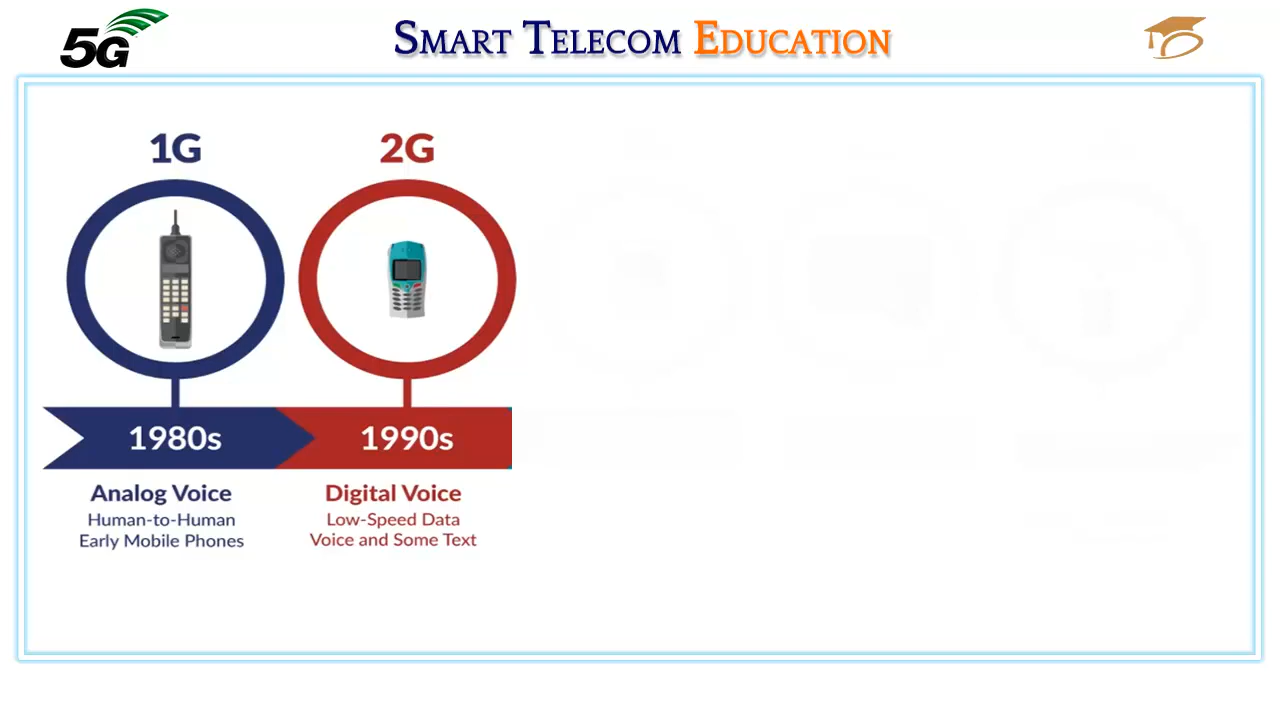 5G
SMART TELECOM EDUCATION
1G
2G
1980s
1990s
Analog Voice
Human-to-Human
Early Mobile Phones
Digital Voice
Low-Speed Data
Voice and Some Text